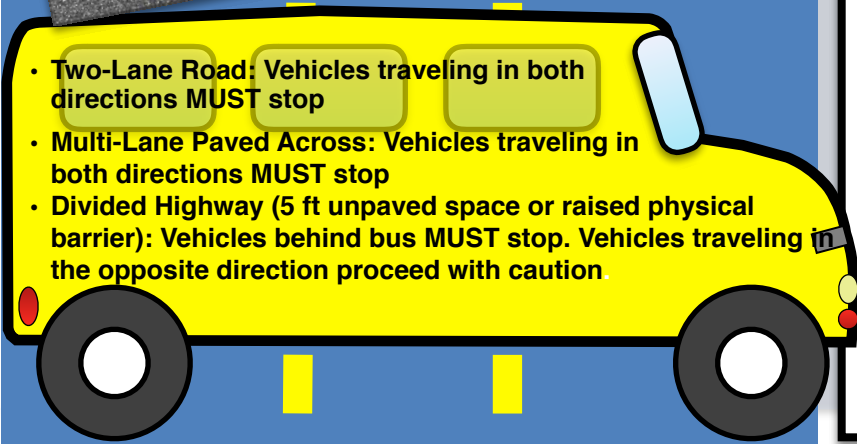 • Two-Lane Road: Vehicles traveling in both
directions MUST stop
• Multi-Lane Paved Across: Vehicles traveling in
both directions MUST stop
• Divided Highway (5 ft unpaved space or raised physical
barrier): Vehicles behind bus MUST stop. Vehicles traveling in
the opposite direction proceed with caution.